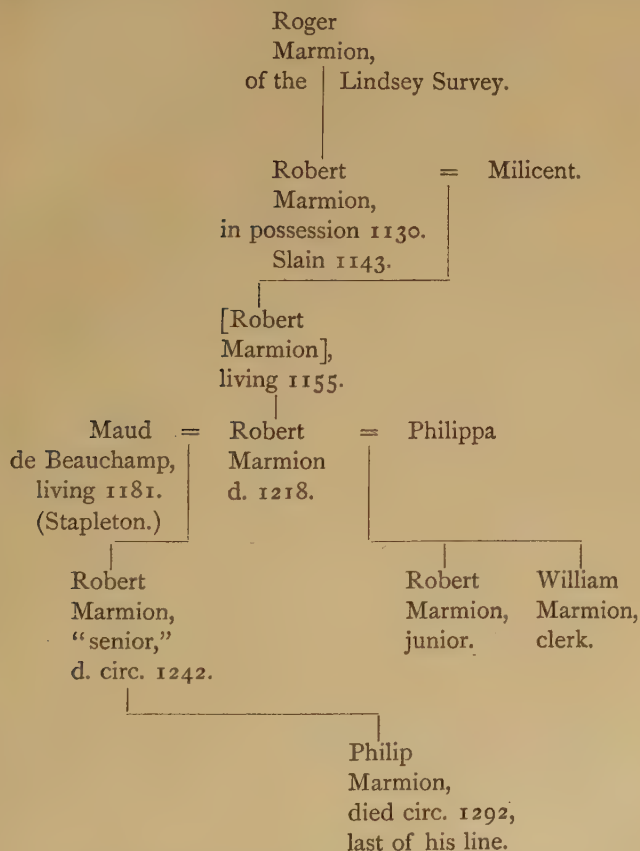 Roger
Marmion,
of the Lindsey Survey.
Robert = Milicent.
Marmion,
in possession 1130.
Slain 1143.
[Robert
Marmion],
living 1155.
Maud = Robert = Philippa
de Beauchamp, Marmion
living 1181. d. 1218.
(Stapleton.)
Robert Robert William
Marmion, Marmion, Marmion,
“senior,” junior. clerk.
d. circ. 1242.
Philip
Marmion,
died circ. 1292,
last of his line.